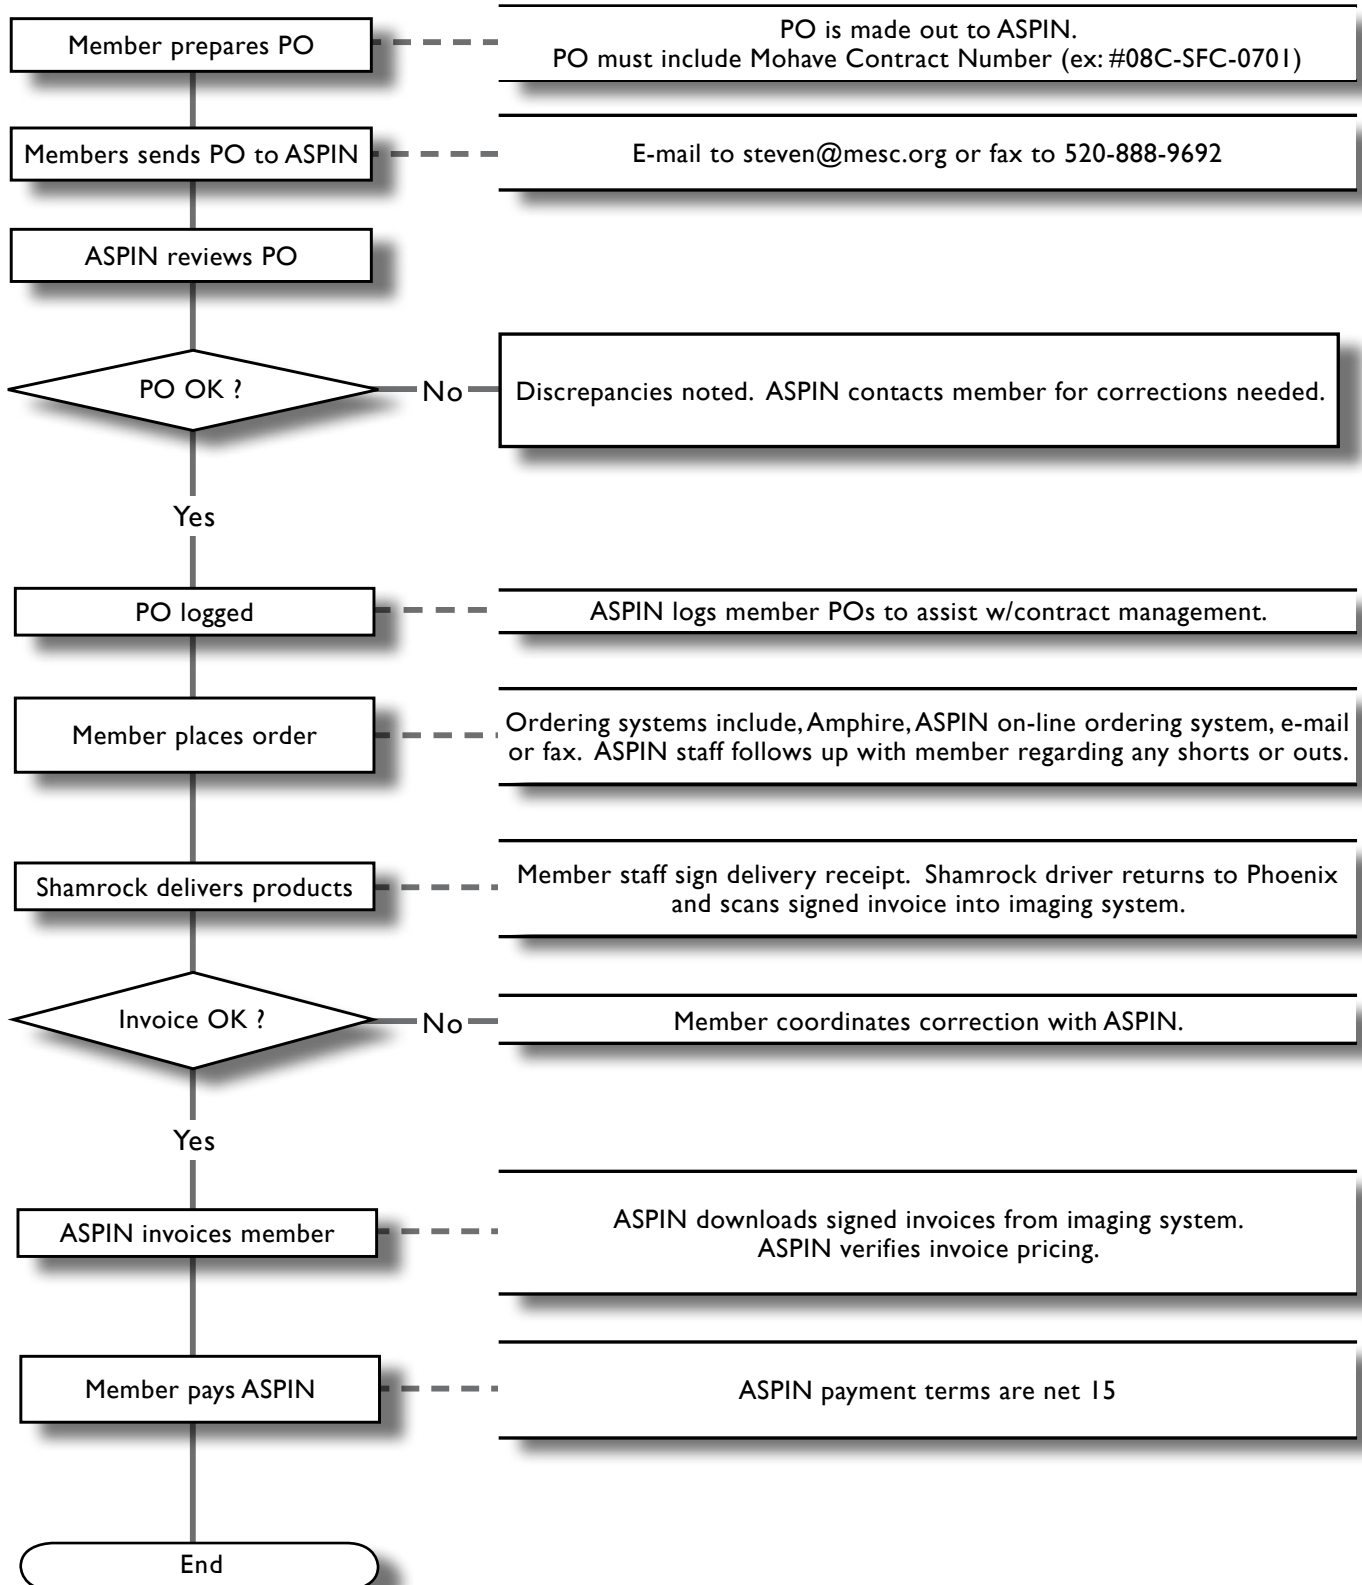 Member prepares PO
PO is made out to ASPIN.
PO must include Mohave Contract Number (ex: #08C-SFC-0701)
Members sends PO to ASPIN
E-mail to steven@mesc.org or fax to 520-888-9692
ASPIN reviews PO
PO OK ?
No
Discrepancies noted. ASPIN contacts member for corrections needed.
Yes
PO logged
ASPIN logs member POs to assist w/contract management.
Member places order
Ordering systems include, Amphire, ASPIN on-line ordering system, e-mail
or fax. ASPIN staff follows up with member regarding any shorts or outs.
Shamrock delivers products
Member staff sign delivery receipt. Shamrock driver returns to Phoenix
and scans signed invoice into imaging system.
Invoice OK ?
No
Member coordinates correction with ASPIN.
Yes
ASPIN invoices member
ASPIN downloads signed invoices from imaging system.
ASPIN verifies invoice pricing.
Member pays ASPIN
ASPIN payment terms are net 15
End